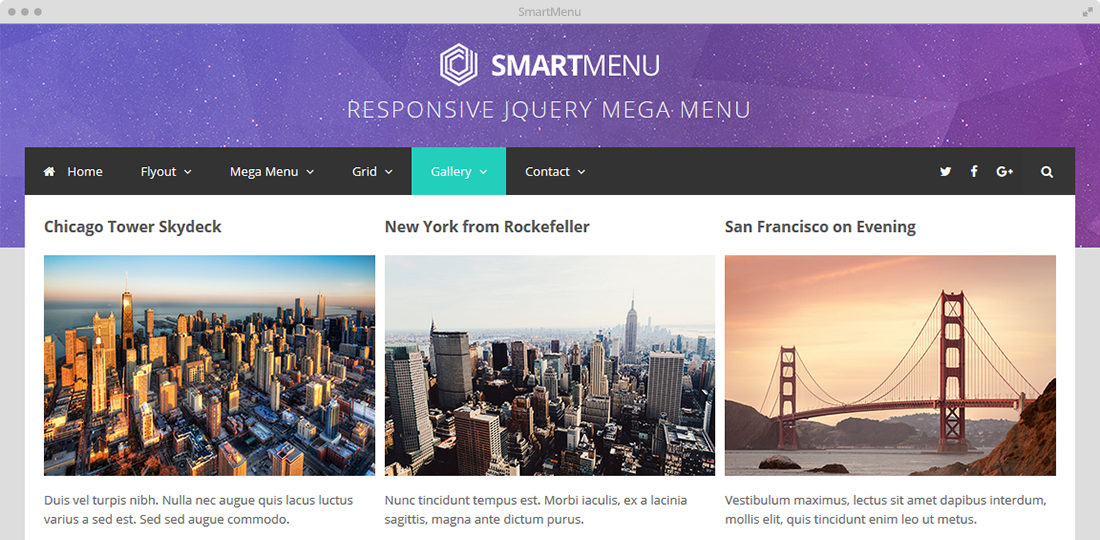 SmartMenu
SMARTMENU
RESPONSIVE JQUERY MEGA MENU
Home Flyout Mega Menu Grid Gallery Contact
Chicago Tower Skydeck
New York from Rockefeller
San Francisco on Evening
Duis vel turpis nibh. Nulla nec augue quis lacus luctus
varius a sed est. Sed sed augue commodo.
Nunc tincidunt tempus est. Morbi iaculis, ex a lacinia
sagittis, magna ante dictum purus.
Vestibulum maximus, lectus sit amet dapibus interdum,
mollis elit, quis tincidunt enim leo ut metus.